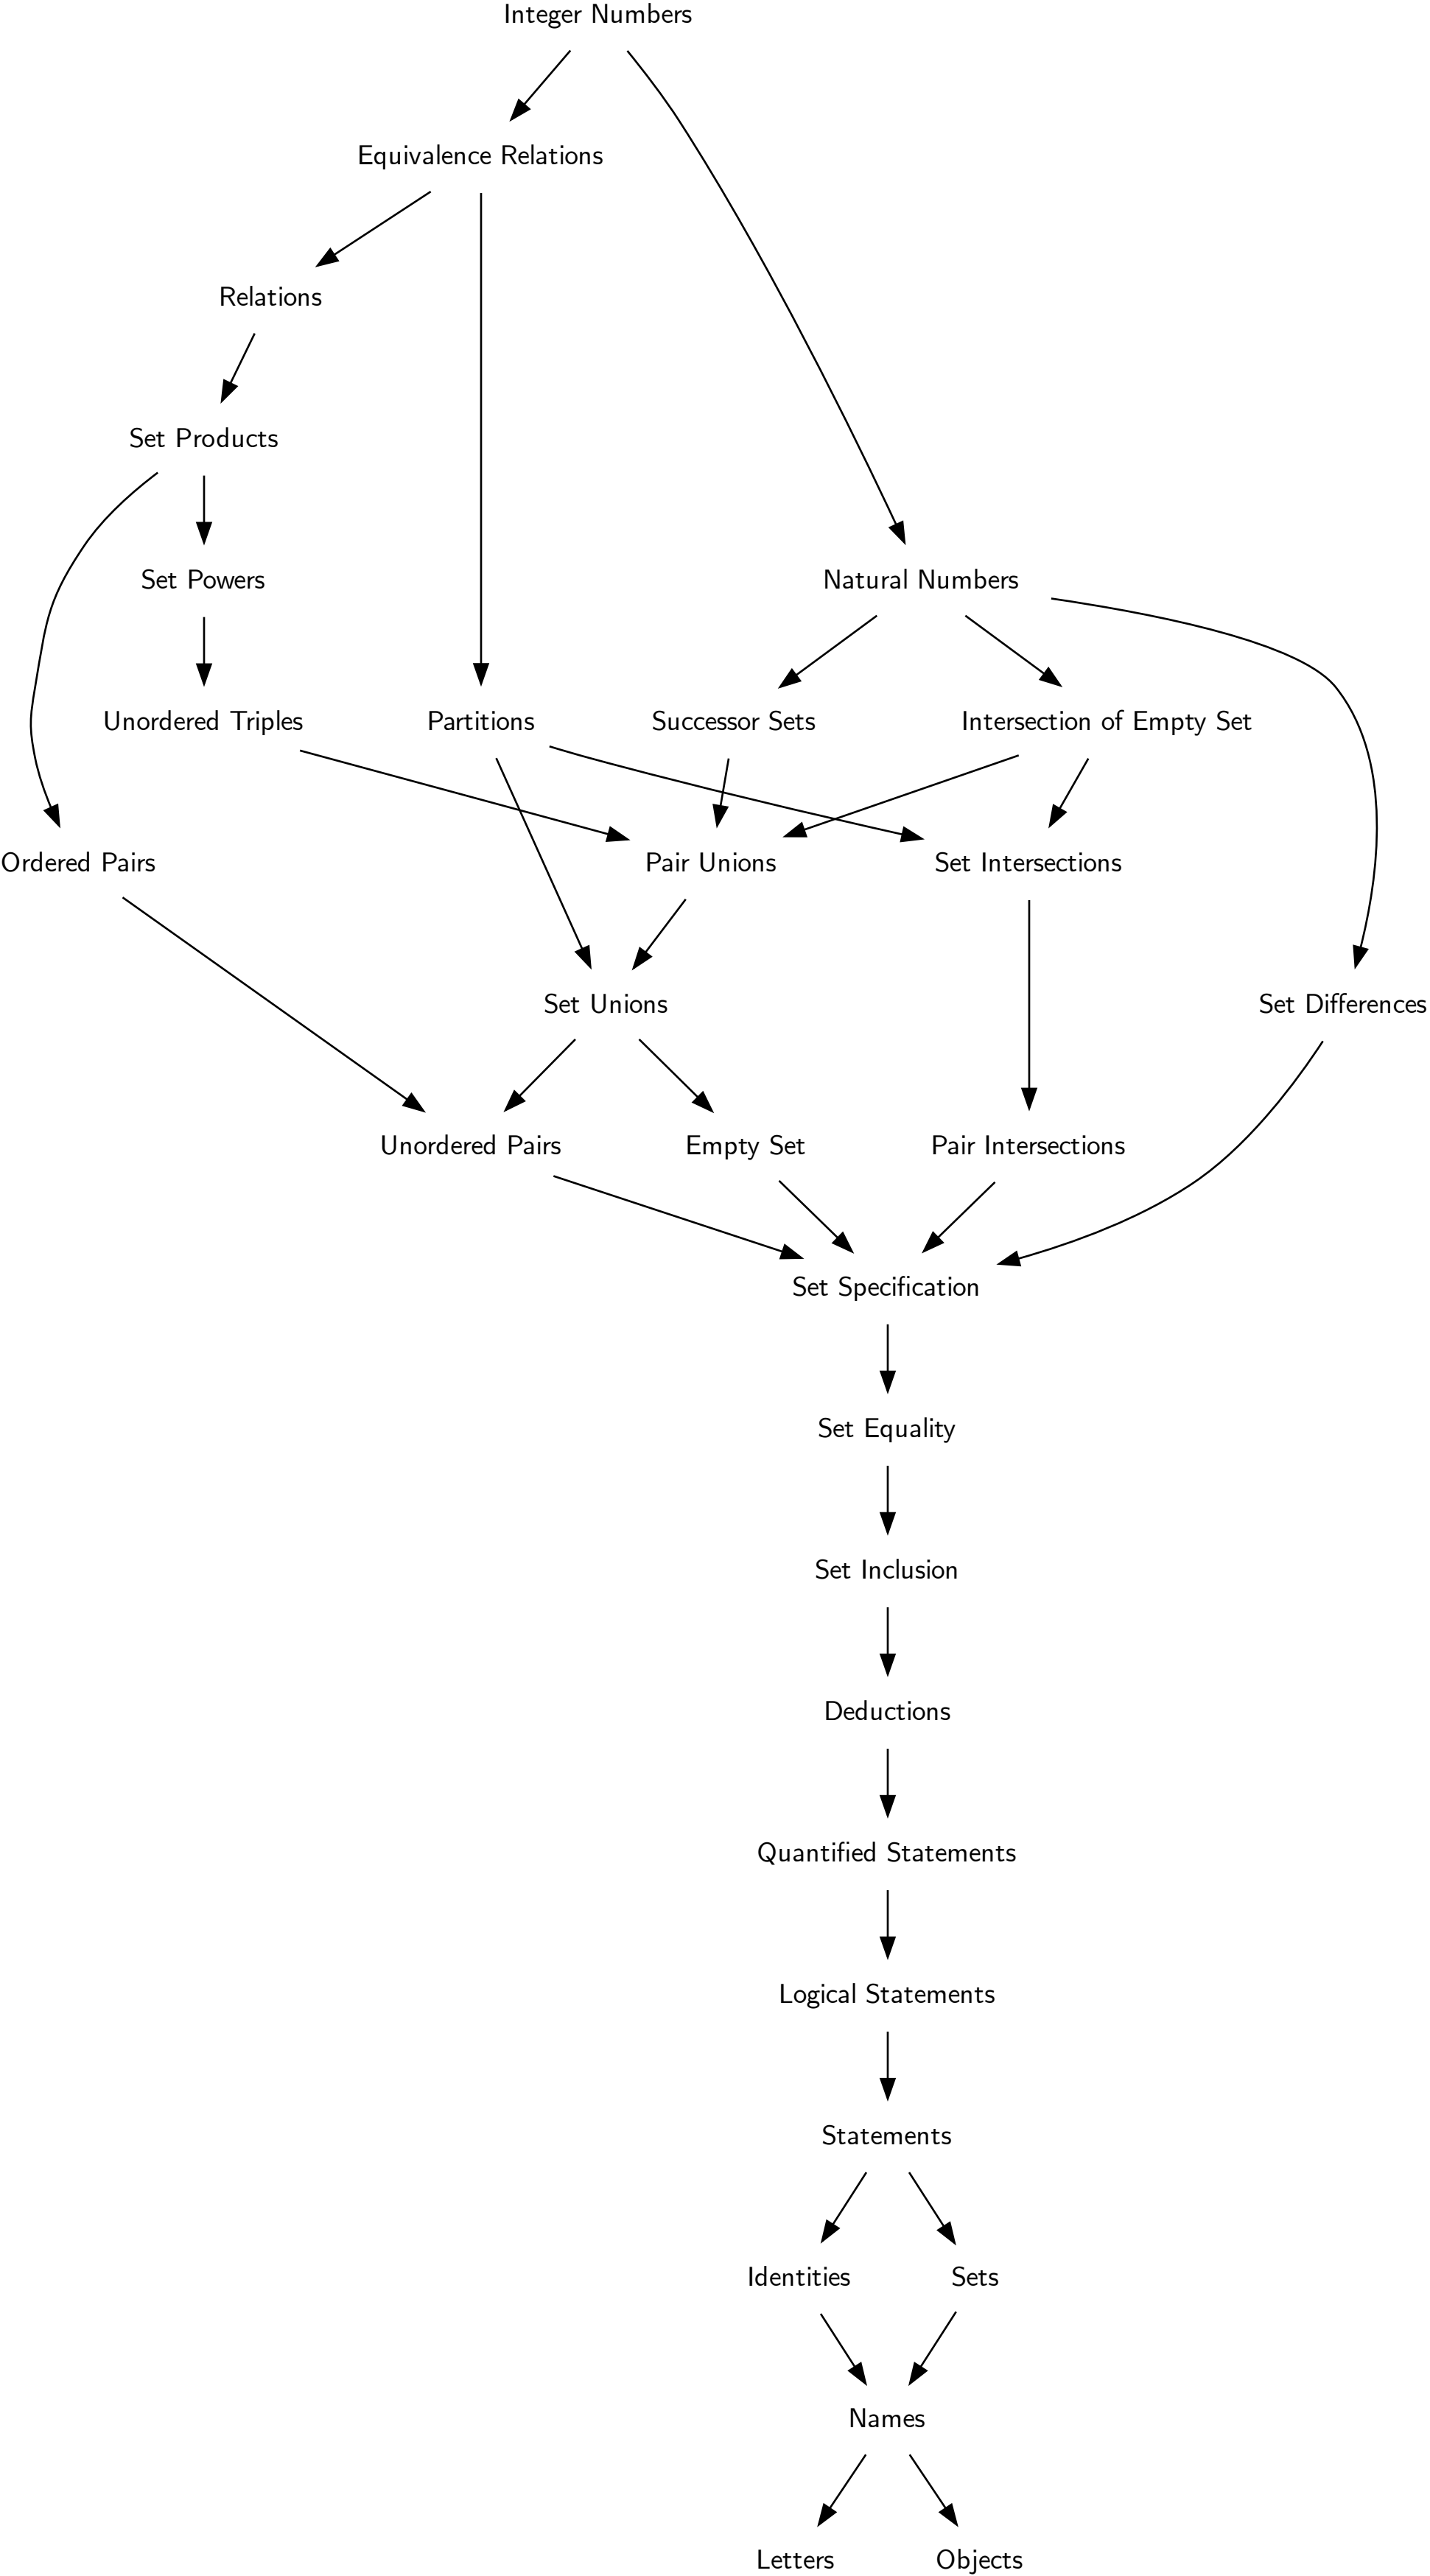 Integer Numbers
Equivalence Relations
Relations
Set Products
Set Powers
Natural Numbers
Unordered Triples
Partitions
Successor Sets
Intersection of Empty Set
Ordered Pairs
Pair Unions
Set Intersections
Set Unions
Set Differences
Unordered Pairs
Empty Set
Pair Intersections
Set Specification
Set Equality
Set Inclusion
Deductions
Quantified Statements
Logical Statements
Statements
Identities
Sets
Names
Letters
Objects